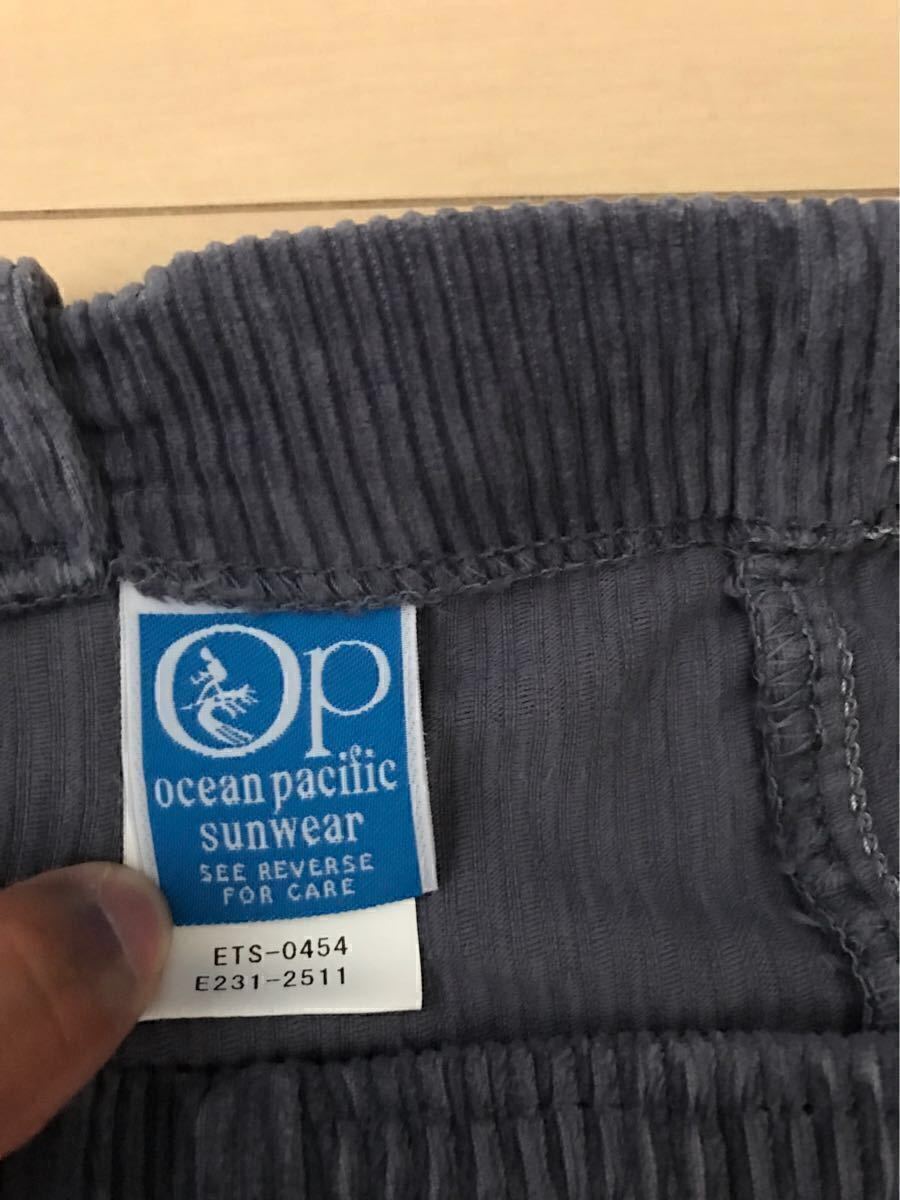 Op
ocean pacific
sunwear
SEE REVERSE
FOR CARE
ETS-0454
E231-2511